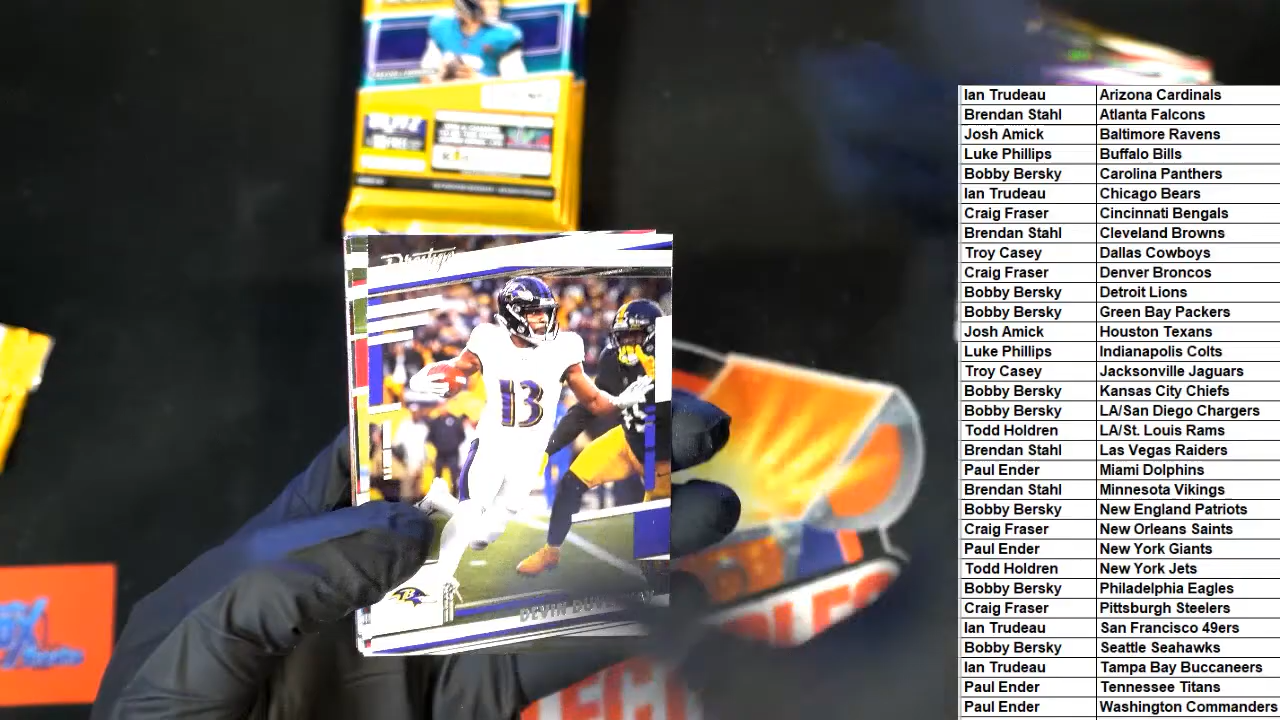 Prestige
13
DEVIN
Ian Trudeau Arizona Cardinals
Brendan Stahl Atlanta Falcons
Josh Amick Baltimore Ravens
Luke Phillips Buffalo Bills
Bobby Bersky Carolina Panthers
Ian Trudeau Chicago Bears
Craig Fraser Cincinnati Bengals
Brendan Stahl Cleveland Browns
Troy Casey Dallas Cowboys
Craig Fraser Denver Broncos
Bobby Bersky Detroit Lions
Bobby Bersky Green Bay Packers
Josh Amick Houston Texans
Luke Phillips Indianapolis Colts
Troy Casey Jacksonville Jaguars
Bobby Bersky Kansas City Chiefs
Bobby Bersky LA/San Diego Chargers
Todd Holdren LA/St. Louis Rams
Brendan Stahl Las Vegas Raiders
Paul Ender Miami Dolphins
Brendan Stahl Minnesota Vikings
Bobby Bersky New England Patriots
Craig Fraser New Orleans Saints
Paul Ender New York Giants
Todd Holdren New York Jets
Bobby Bersky Philadelphia Eagles
Craig Fraser Pittsburgh Steelers
Ian Trudeau San Francisco 49ers
Bobby Bersky Seattle Seahawks
Ian Trudeau Tampa Bay Buccaneers
Paul Ender Tennessee Titans
Paul Ender Washington Commanders